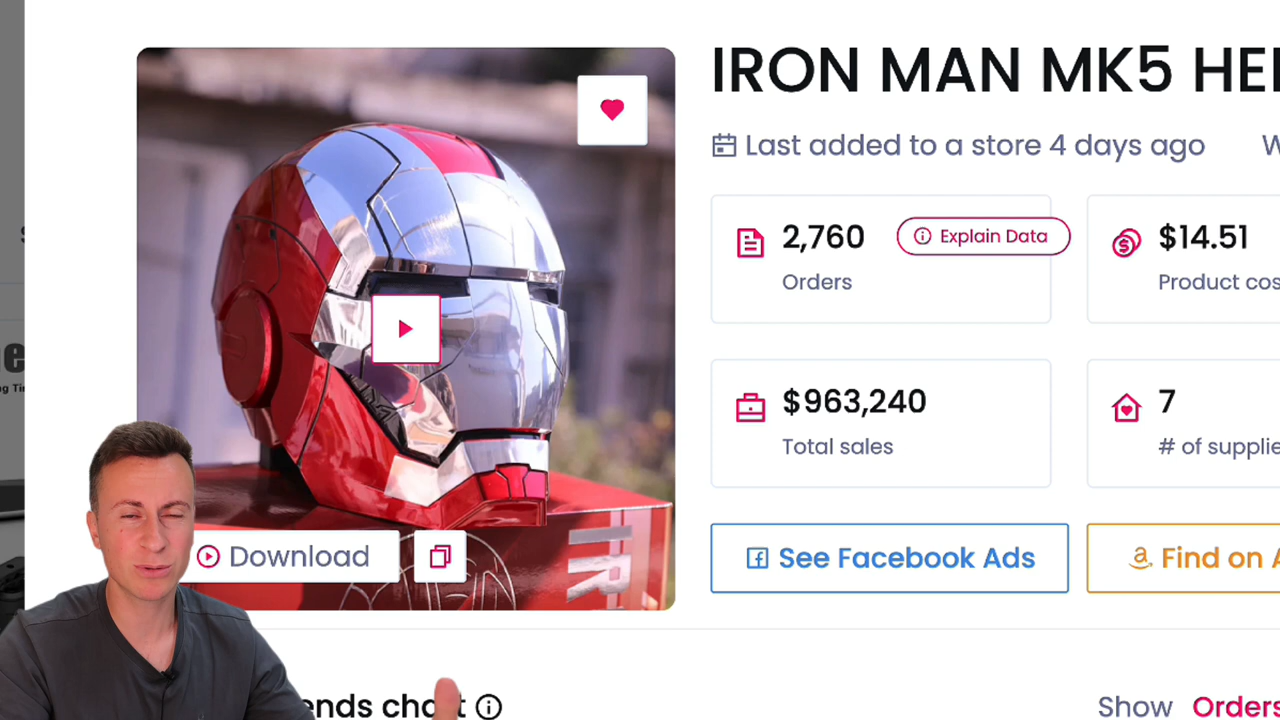 IRON MAN MK5 HE
Last added to a store 4 days ago
2,760
Explain Data
$14.51
Orders
Product cos
$963,240
7
Total sales
# of supplie
Download
See Facebook Ads
Find on A
ends cha t
Show Orders